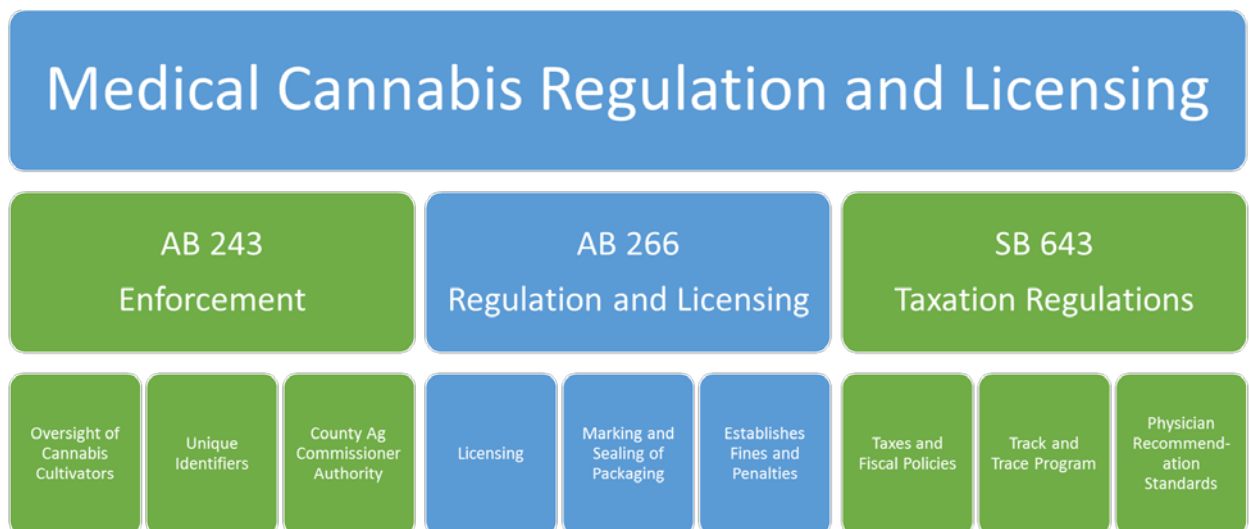 Medical Cannabis Regulation and Licensing
AB 243
Enforcement
AB 266
Regulation and Licensing
SB 643
Taxation Regulations
Oversight of
Cannabis
Cultivators
Unique
Identifiers
County Ag
Commissioner
Authority
Licensing
Marking and
Sealing of
Packaging
Establishes
Fines and
Penalties
Taxes and
Fiscal Policies
Track and
Trace Program
Physician
Recommend-
ation
Standards